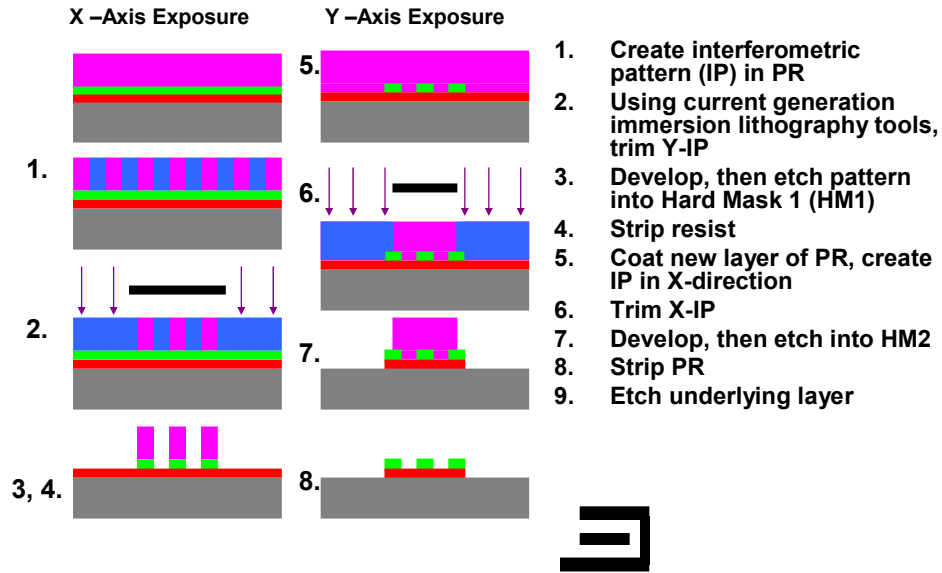 X –Axis Exposure
Y –Axis Exposure
1.
2.
3, 4.
5.
6.
7.
8.
1. Create interferometric
pattern (IP) in PR
2. Using current generation
immersion lithography tools,
trim Y-IP
3. Develop, then etch pattern
into Hard Mask 1 (HM1)
4. Strip resist
5. Coat new layer of PR, create
IP in X-direction
6. Trim X-IP
7. Develop, then etch into HM2
8. Strip PR
9. Etch underlying layer